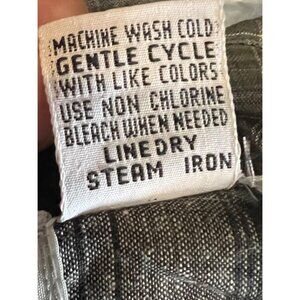 MACHINE WASH COLD
GENTLE CYCLE
WITH LIKE COLORS
USE NON CHLORINE
BLEACH WHEN NEEDED
LINE DRY
STEAM IRON